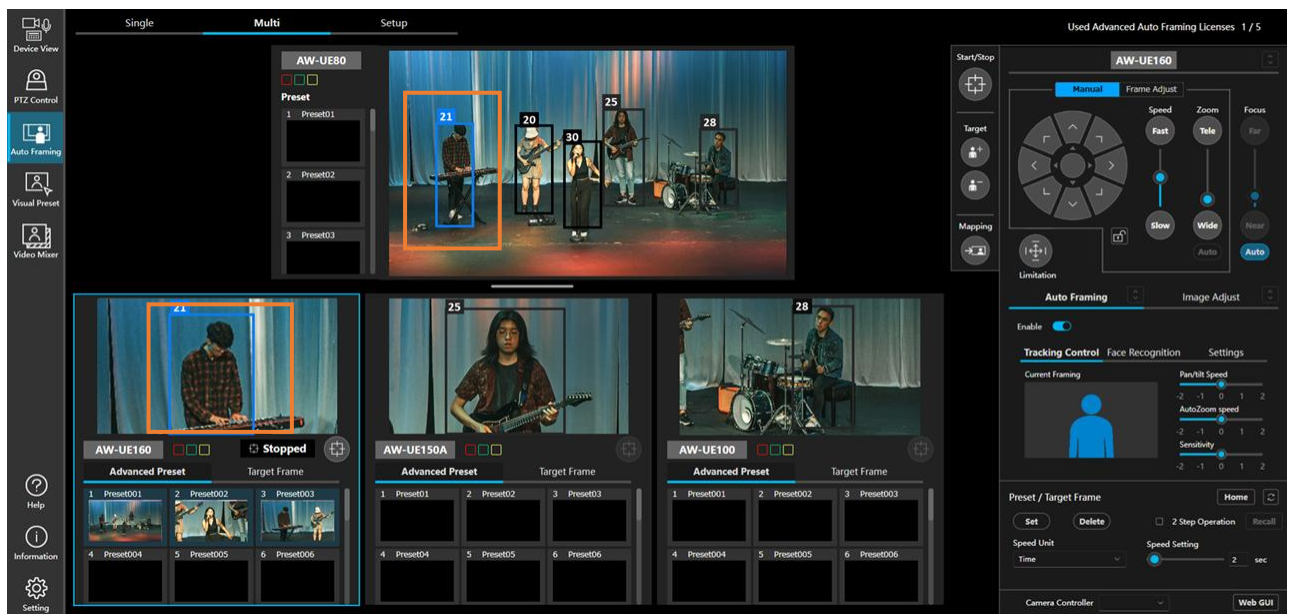 Device View
PTZ Control
Auto Framing
Visual Preset
Video Mixer
Help
Information
Setting
Single Multi Setup
Used Advanced Auto Framing Licenses 1 / 5
AW-UE80
Preset
1 Preset01
2 Preset02
3 Preset03
21
20
30
25
28
Start/Stop
Target
Mapping
21
AW-UE160
Stopped
Advanced Preset Target Frame
1 Preset001 2 Preset002 3 Preset003
4 Preset004 5 Preset005 6 Preset006
25
AW-UE150A
Advanced Preset Target Frame
1 Preset01 2 Preset02 3 Preset03
4 Preset04 5 Preset05 6 Preset06
28
AW-UE100
Advanced Preset Target Frame
1 Preset001 2 Preset002 3 Preset003
4 Preset004 5 Preset005 6 Preset006
AW-UE160
Manual Frame Adjust
Speed Zoom Focus
Fast Tele Far
Slow Wide Near
Auto Auto
Limitation
Auto Framing Image Adjust
Enable
Tracking Control Face Recognition Settings
Current Framing
Pan/tilt Speed
-2 -1 0 1 2
AutoZoom speed
-2 -1 0 1 2
Sensitivity
-2 -1 0 1 2
Preset / Target Frame Home
Set Delete 2 Step Operation Recall
Speed Unit Speed Setting
Time 2 sec
Camera Controller Web GUI